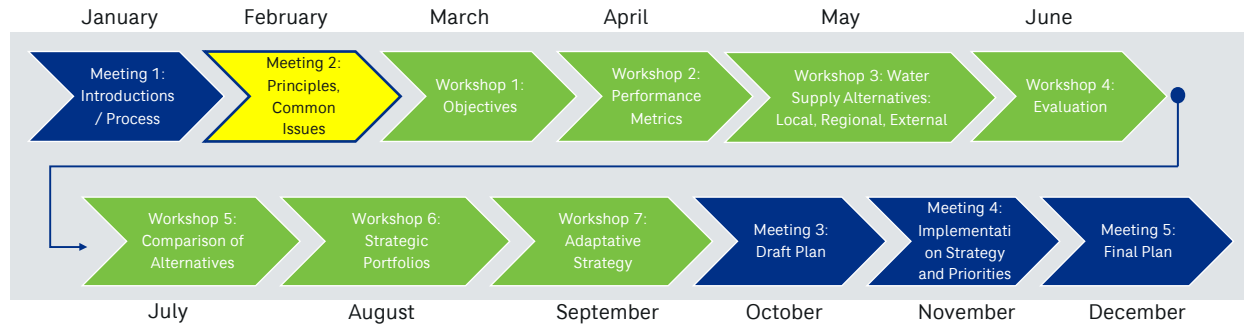 January February March April May June
Meeting 1:
Introductions
/ Process
Meeting 2:
Principles,
Common
Issues
Workshop 1:
Objectives
Workshop 2:
Performance
Metrics
Workshop 3: Water
Supply Alternatives:
Local, Regional, External
Workshop 4:
Evaluation
Workshop 5:
Comparison of
Alternatives
Workshop 6:
Strategic
Portfolios
Workshop 7:
Adaptative
Strategy
Meeting 3:
Draft Plan
Meeting 4:
Implementati
on Strategy
and Priorities
Meeting 5:
Final Plan
July August September October November December